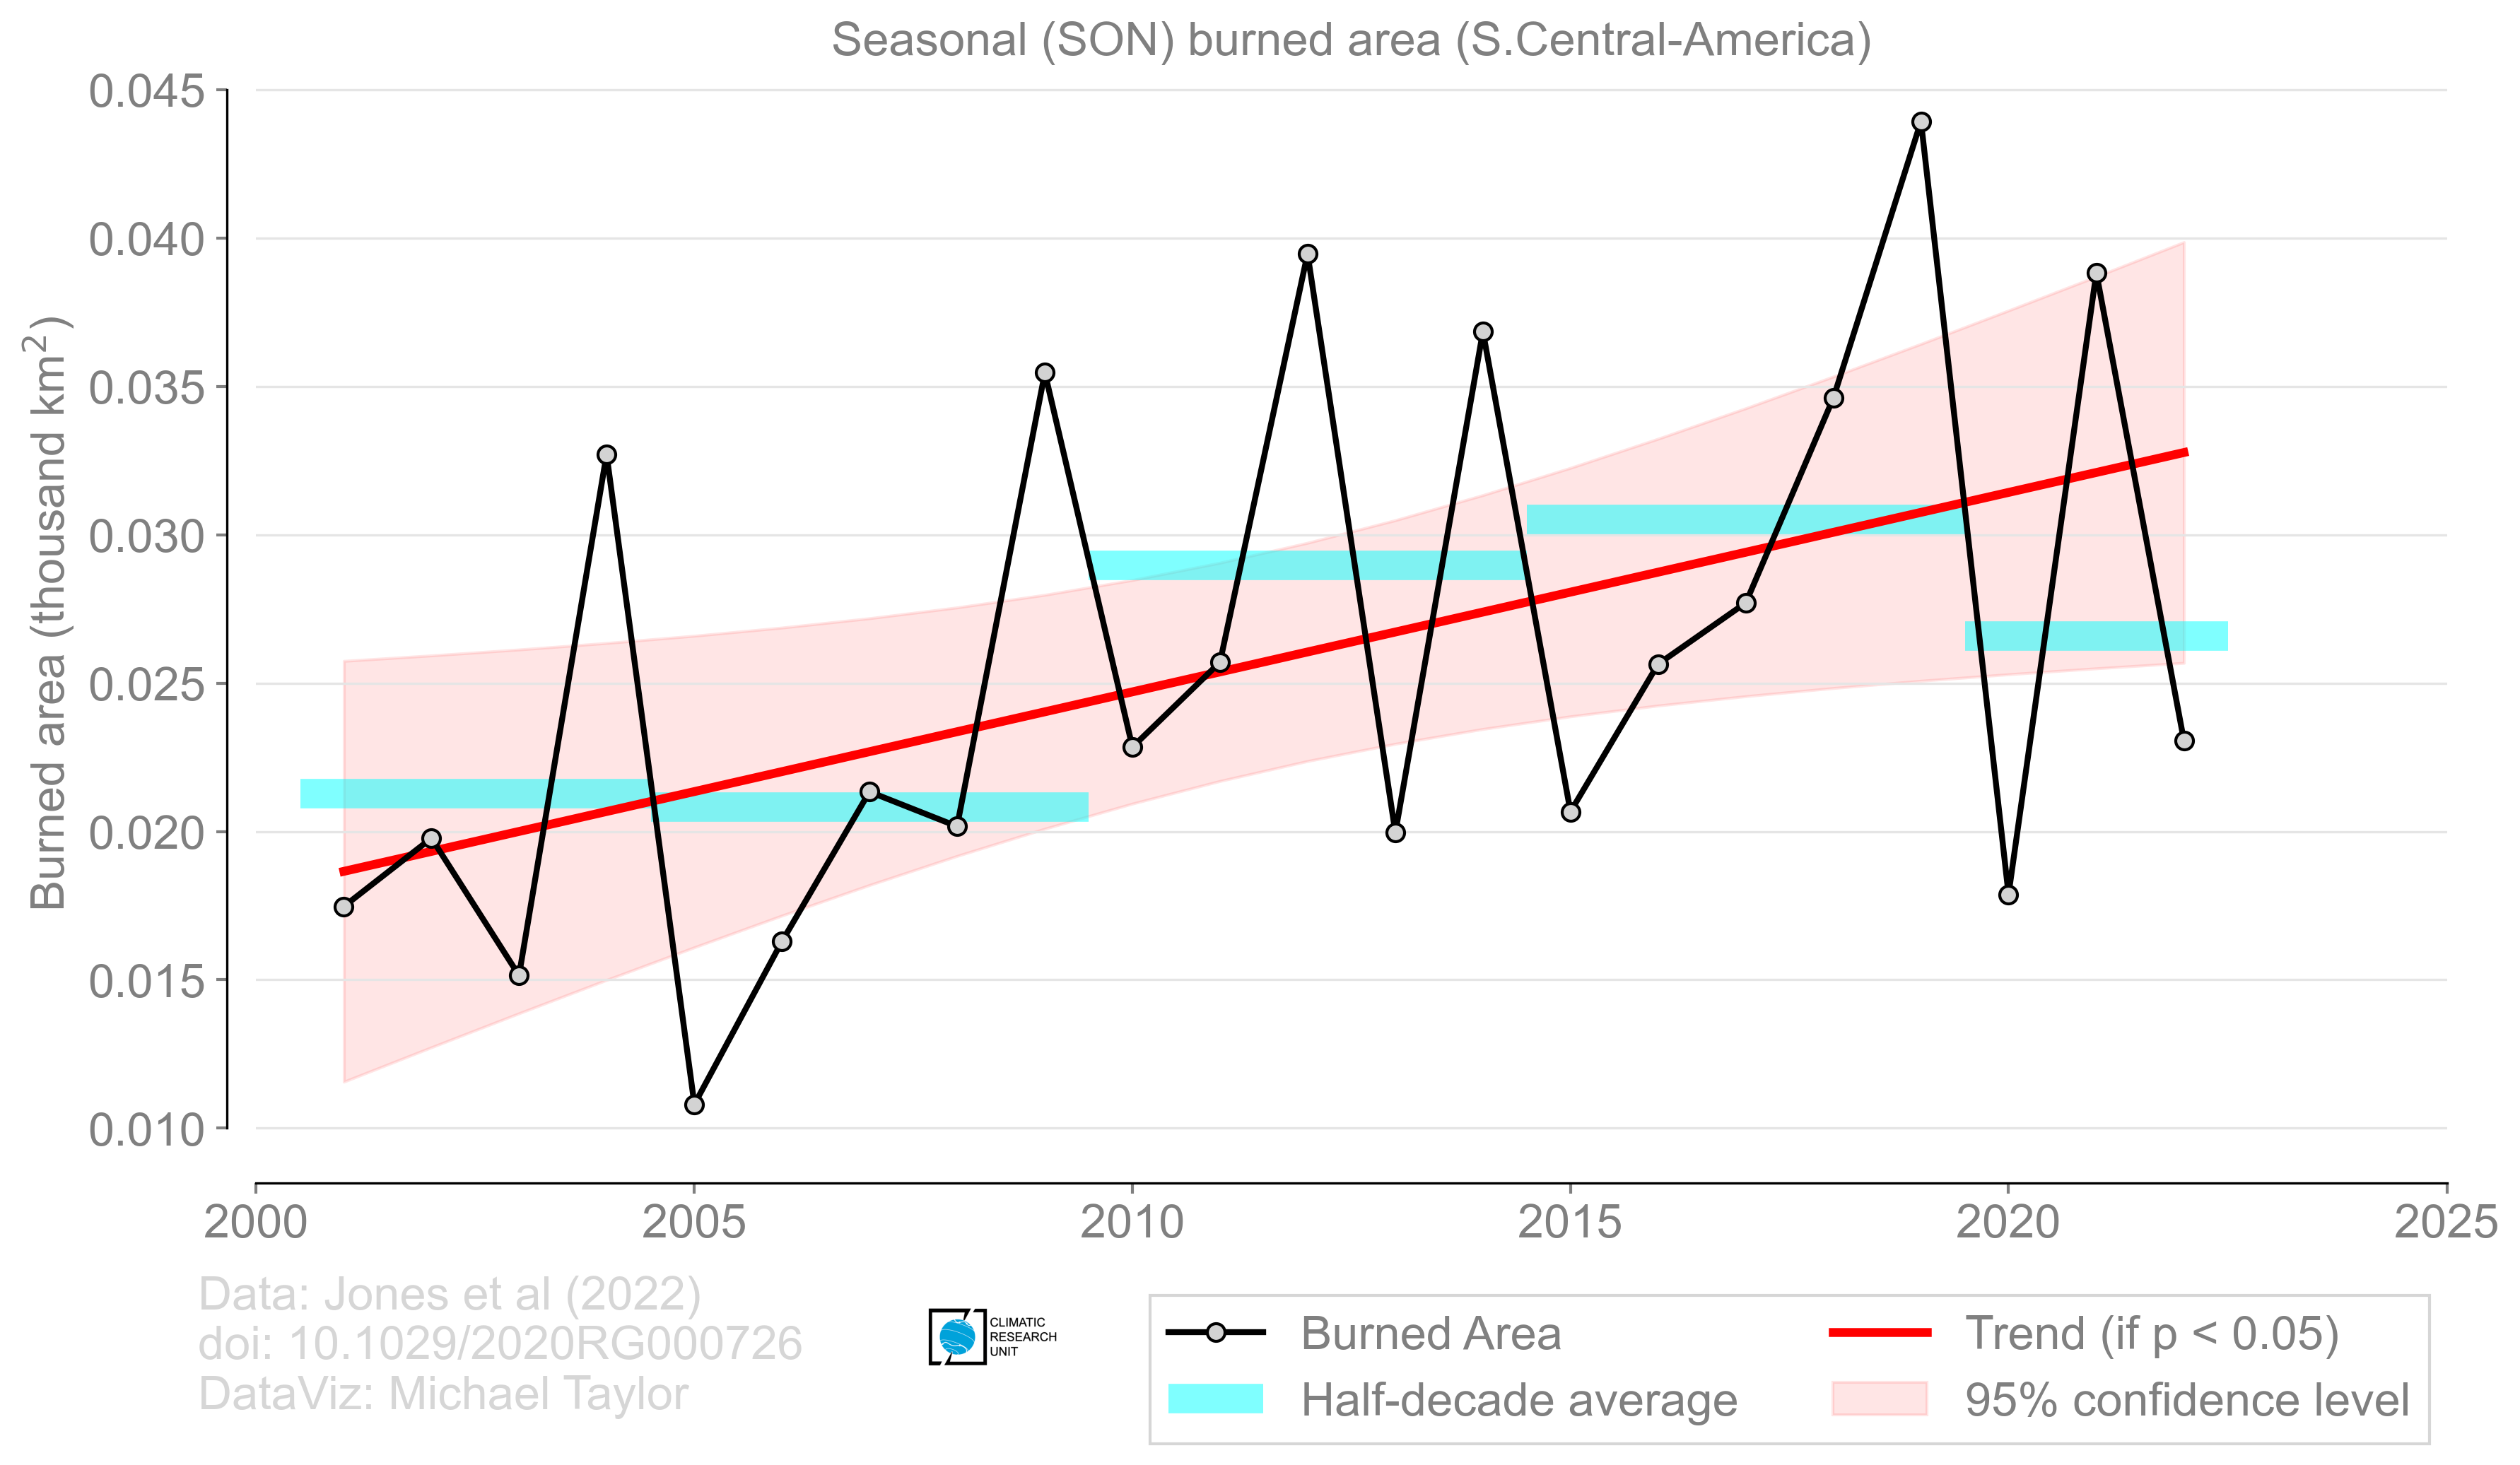 Seasonal (SON) burned area (S.Central-America)
Burned area (thousand km²)
0.045
0.040
0.035
0.030
0.025
0.020
0.015
0.010
2000
2005
2010
2015
2020
2025
Data: Jones et al (2022)
doi: 10.1029/2020RG000726
DataViz: Michael Taylor
CLIMATIC
RESEARCH
UNIT
Burned Area
Half-decade average
Trend (if p < 0.05)
95% confidence level